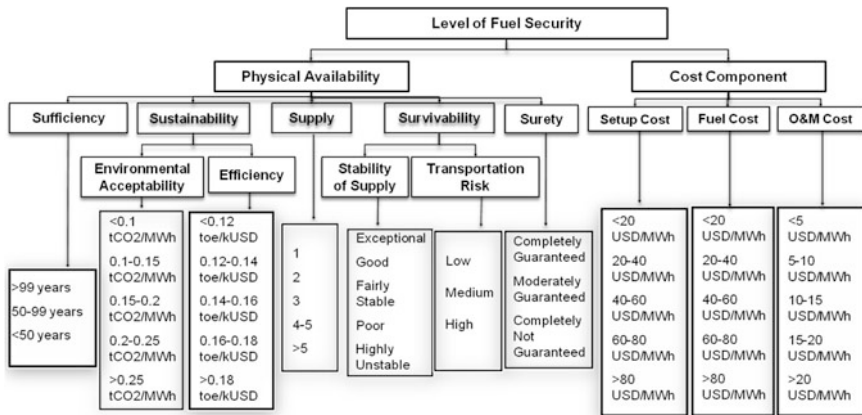 Level of Fuel Security
Physical Availability
Cost Component
Sufficiency
Sustainability
Supply
Survivability
Surety
Setup Cost
Fuel Cost
O&M Cost
Environmental
Acceptability
Efficiency
Stability
of Supply
Transportation
Risk
>99 years
50-99 years
<50 years
<0.1
tCO2/MWh
0.1-0.15
tCO2/MWh
0.15-0.2
tCO2/MWh
0.2-0.25
tCO2/MWh
>0.25
tCO2/MWh
<0.12
toe/kUSD
0.12-0.14
toe/kUSD
0.14-0.16
toe/kUSD
0.16-0.18
toe/kUSD
>0.18
toe/kUSD
1
2
3
4-5
>5
Exceptional
Good
Fairly
Stable
Poor
Highly
Unstable
Low
Medium
High
Completely
Guaranteed
Moderately
Guaranteed
Completely
Not
Guaranteed
<20
USD/MWh
20-40
USD/MWh
40-60
USD/MWh
60-80
USD/MWh
>80
USD/MWh
<20
USD/MWh
20-40
USD/MWh
40-60
USD/MWh
60-80
USD/MWh
>80
USD/MWh
<5
USD/MWh
5-10
USD/MWh
10-15
USD/MWh
15-20
USD/MWh
>20
USD/MWh